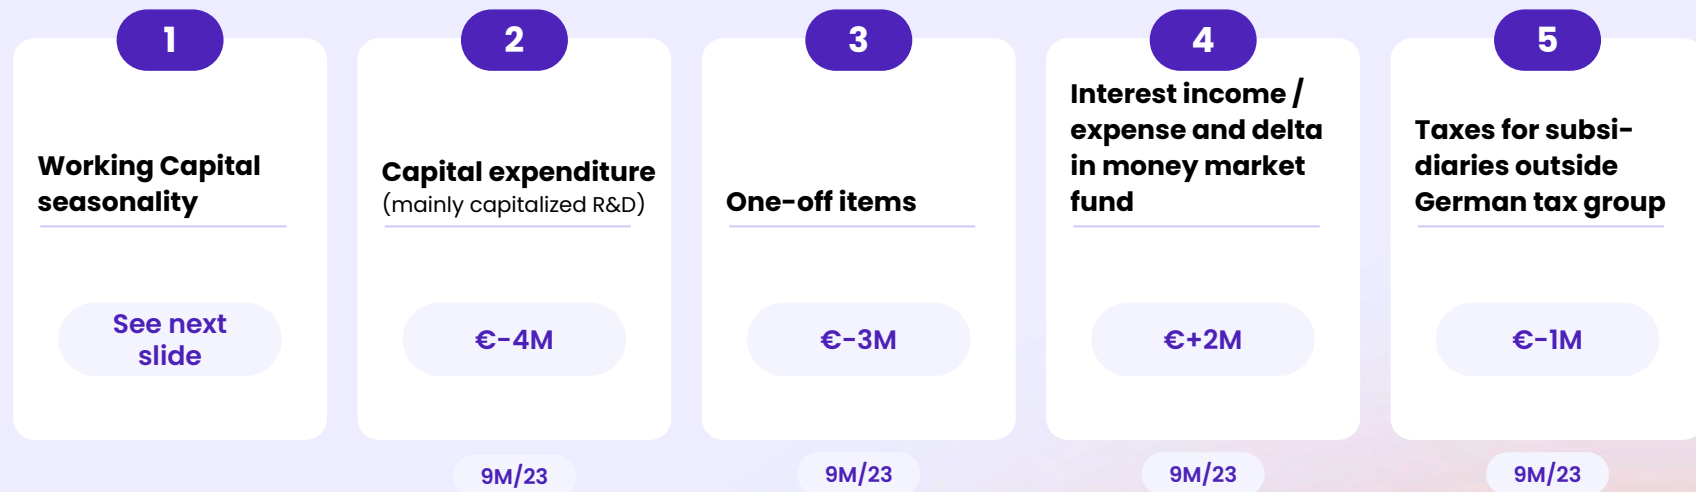 1
Working Capital
seasonality
See next
slide
2
Capital expenditure
(mainly capitalized R&D)
€-4M
9M/23
3
One-off items
€-3M
9M/23
4
Interest income /
expense and delta
in money market
fund
€+2M
9M/23
5
Taxes for subsi-
diaries outside
German tax group
€-1M
9M/23